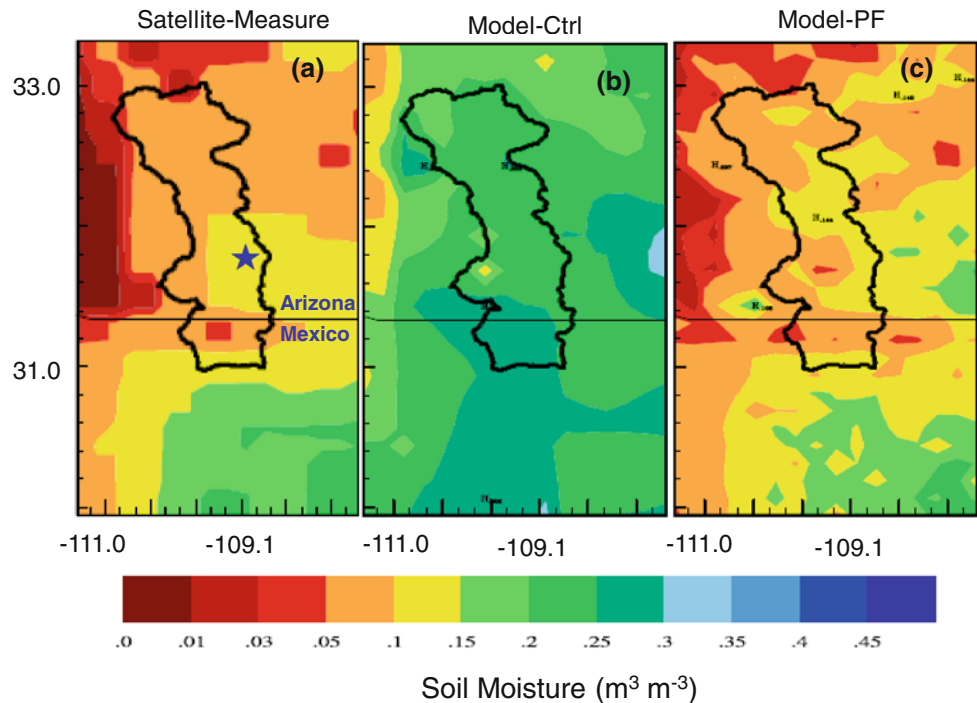 Satellite-Measure Model-Ctrl Model-PF
(a) (b) (c)
33.0
Arizona
Mexico
31.0
-111.0 -109.1 -111.0 -109.1 -111.0 -109.1
.0 .01 .03 .05 .1 .15 .2 .25 .3 .35 .4 .45
Soil Moisture (m³ m⁻³)